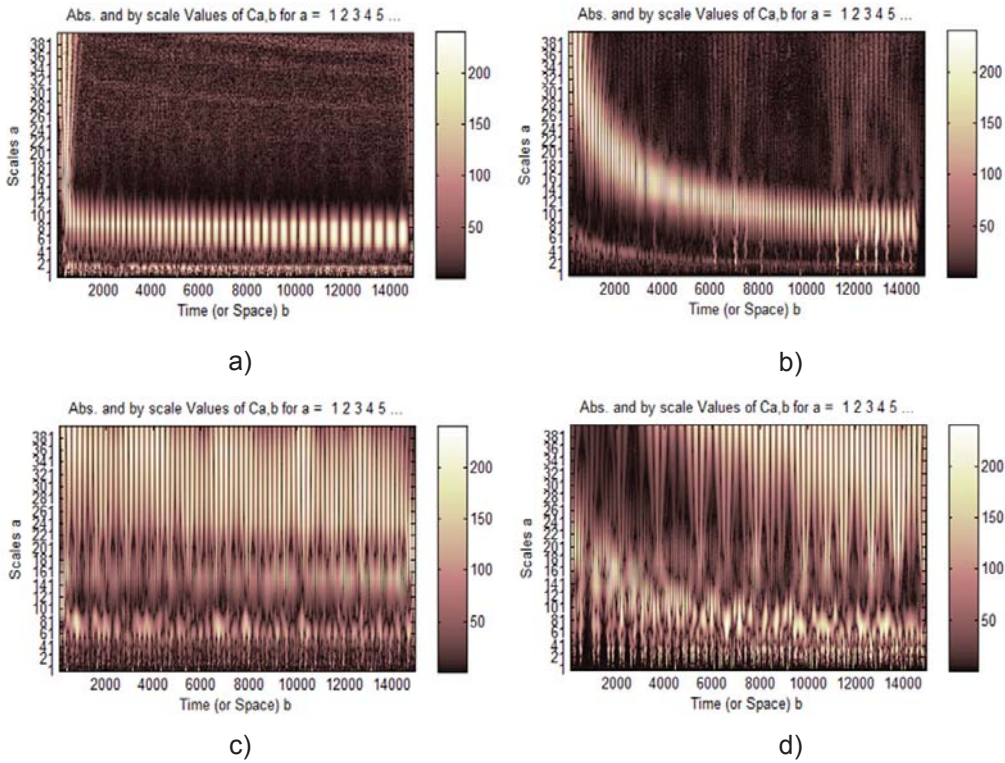 Abs. and by scale Values of Ca,b for a = 1 2 3 4 5 ...
Scales a
200
150
100
50
2000 4000 6000 8000 10000 12000 14000
Time (or Space) b
a)
Abs. and by scale Values of Ca,b for a = 1 2 3 4 5 ...
Scales a
200
150
100
50
2000 4000 6000 8000 10000 12000 14000
Time (or Space) b
b)
Abs. and by scale Values of Ca,b for a = 1 2 3 4 5 ...
Scales a
200
150
100
50
2000 4000 6000 8000 10000 12000 14000
Time (or Space) b
c)
Abs. and by scale Values of Ca,b for a = 1 2 3 4 5 ...
Scales a
200
150
100
50
2000 4000 6000 8000 10000 12000 14000
Time (or Space) b
d)